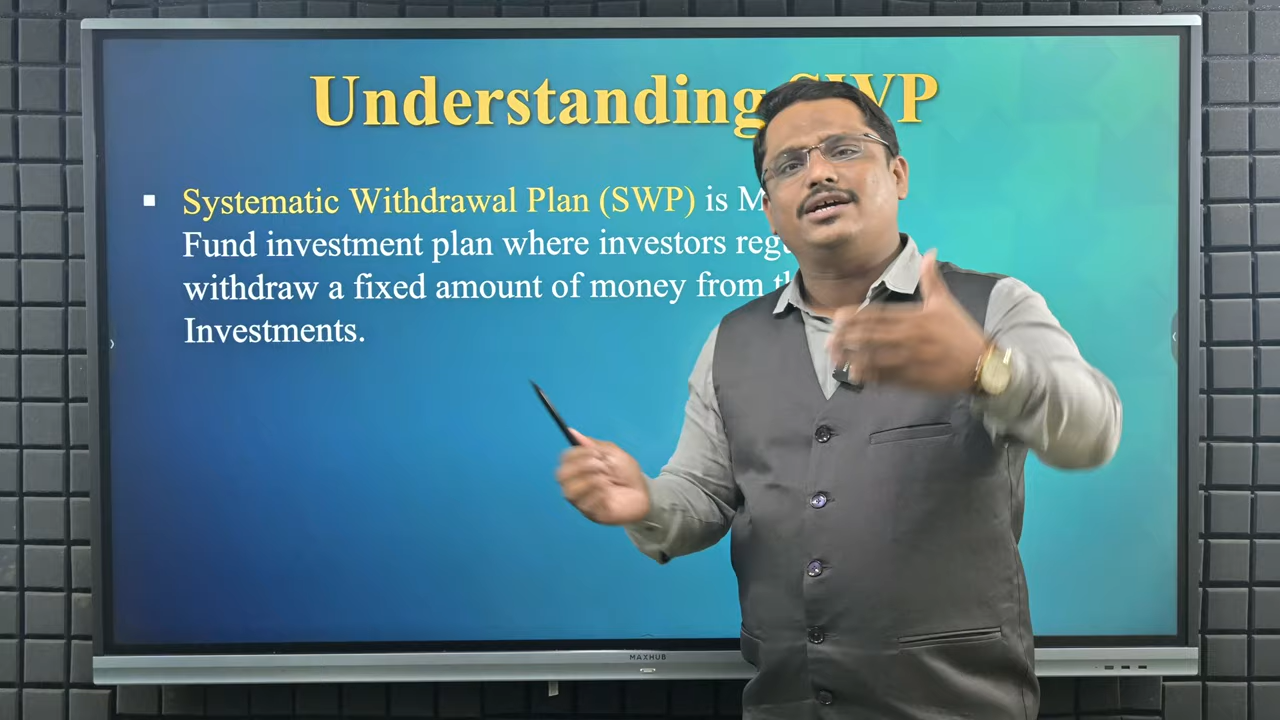 Understanding SWP
▪ Systematic Withdrawal Plan (SWP) is
Fund investment plan where investors
withdraw a fixed amount of money from
Investments.
MAXHUB